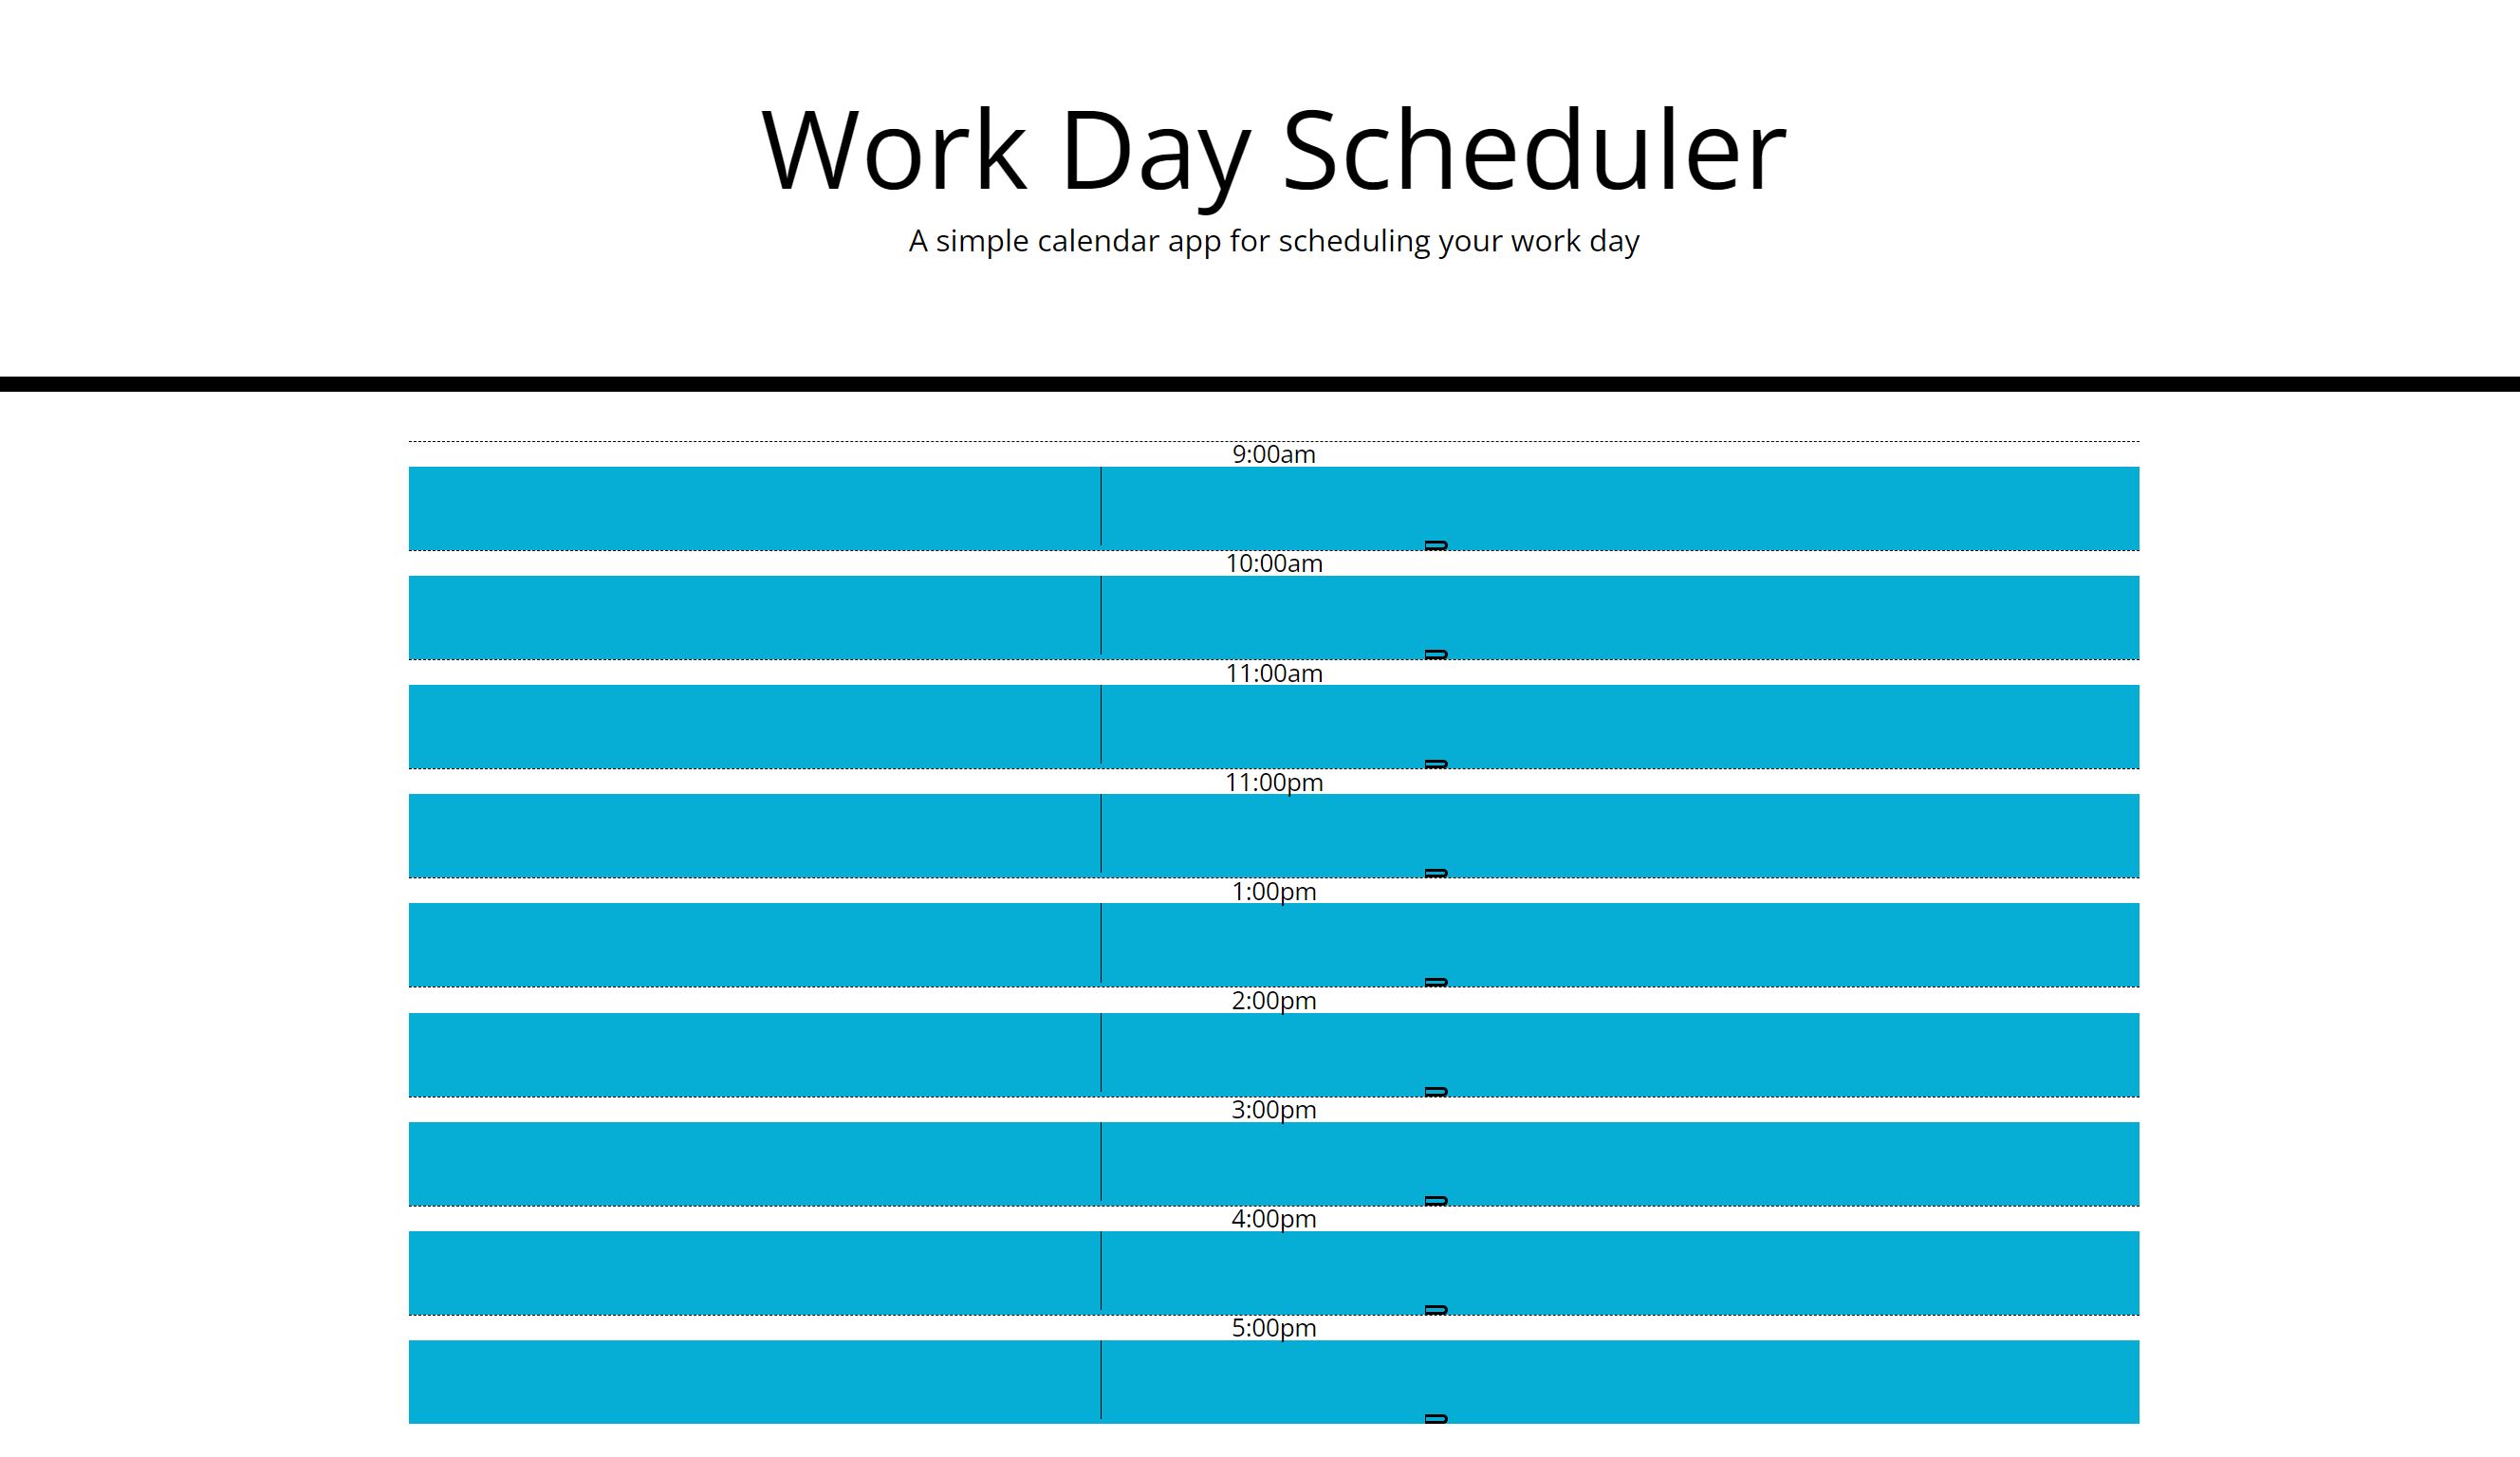 Work Day Scheduler
A simple calendar app for scheduling your work day
9:00am
10:00am
11:00am
11:00pm
1:00pm
2:00pm
3:00pm
4:00pm
5:00pm